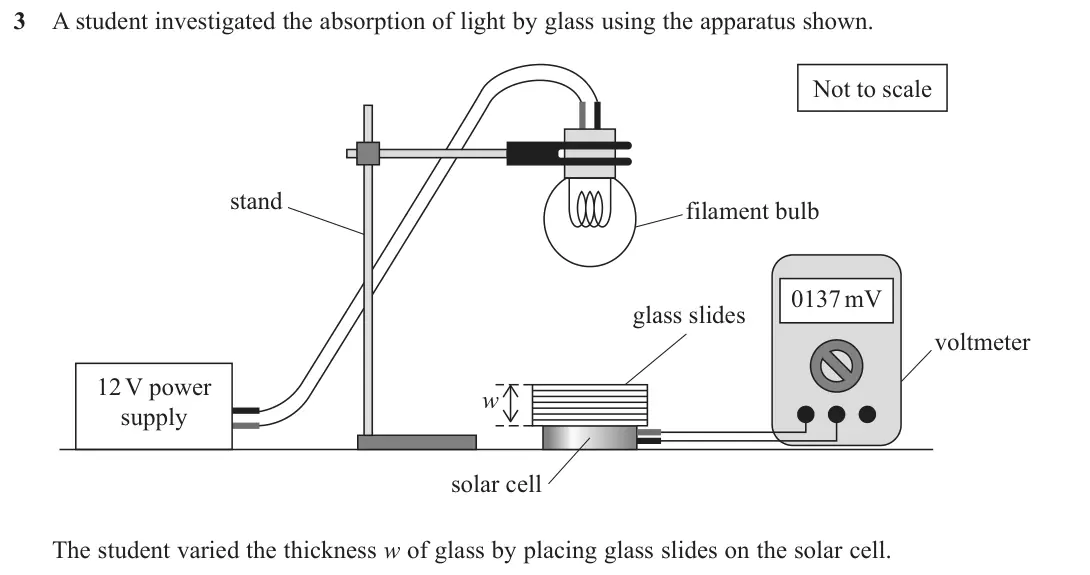 3 A student investigated the absorption of light by glass using the apparatus shown.
Not to scale
stand
filament bulb
0137 mV
glass slides
voltmeter
12 V power
supply
w
solar cell
The student varied the thickness w of glass by placing glass slides on the solar cell.